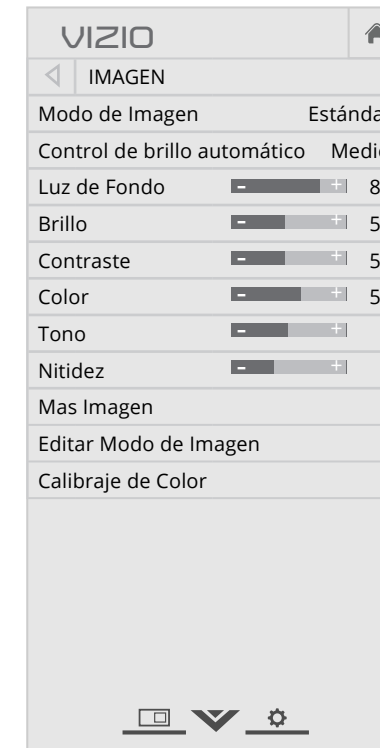 VIZIO
IMAGEN
Modo de Imagen
Control de brillo automático
Luz de Fondo - +
Brillo - +
Contraste - +
Color - +
Tono - +
Nitidez - +
Mas Imagen
Editar Modo de Imagen
Calibraje de Color